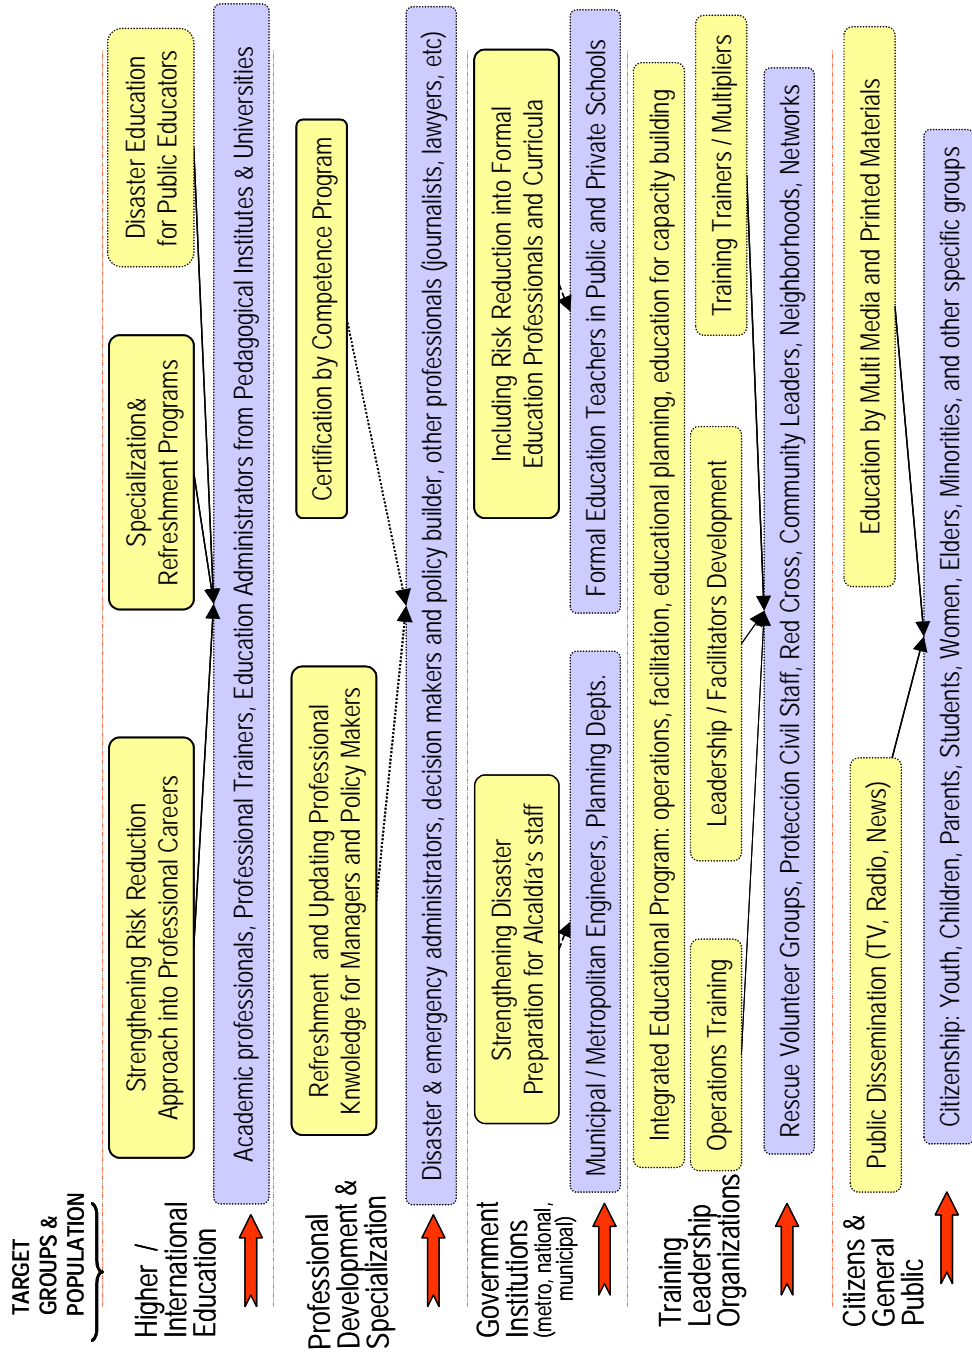 TARGET
GROUPS &
POPULATION
Higher /
International
Education
Strengthening Risk Reduction
Approach into Professional Careers
Specialization&
Refreshment Programs
Disaster Education
for Public Educators
Academic professionals, Professional Trainers, Education Administrators from Pedagogical Institutes & Universities
Professional
Development &
Specialization
Refreshment and Updating Professional
Knwoledge for Managers and Policy Makers
Certification by Competence Program
Disaster & emergency administrators, decision makers and policy builder, other professionals (journalists, lawyers, etc)
Government
Institutions
(metro, national,
municipal)
Strengthening Disaster
Preparation for Alcaldía's staff
Including Risk Reduction into Formal
Education Professionals and Curricula
Municipal / Metropolitan Engineers, Planning Depts.
Formal Education Teachers in Public and Private Schools
Training
Leadership
Organizations
Integrated Educational Program: operations, facilitation, educational planning, education for capacity building
Operations Training
Leadership / Facilitators Development
Training Trainers / Multipliers
Rescue Volunteer Groups, Protección Civil Staff, Red Cross, Community Leaders, Neighborhoods, Networks
Citizens &
General
Public
Public Dissemination (TV, Radio, News)
Education by Multi Media and Printed Materials
Citizenship: Youth, Children, Parents, Students, Women, Elders, Minorities, and other specific groups